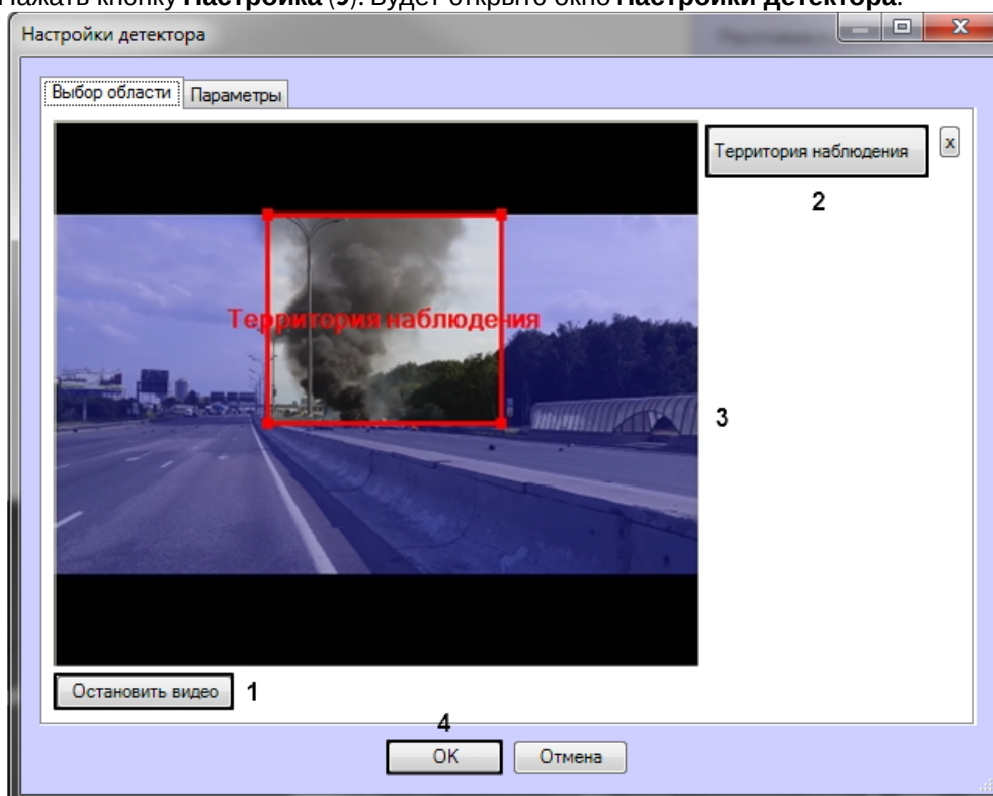 Нажать кнопку Настройка (9). Будет открыто окно Настройки детектора.
Настройки детектора
Выбор области
Параметры
Территория наблюдения
x
2
Территория наблюдения
3
Остановить видео
1
4
OK
Отмена